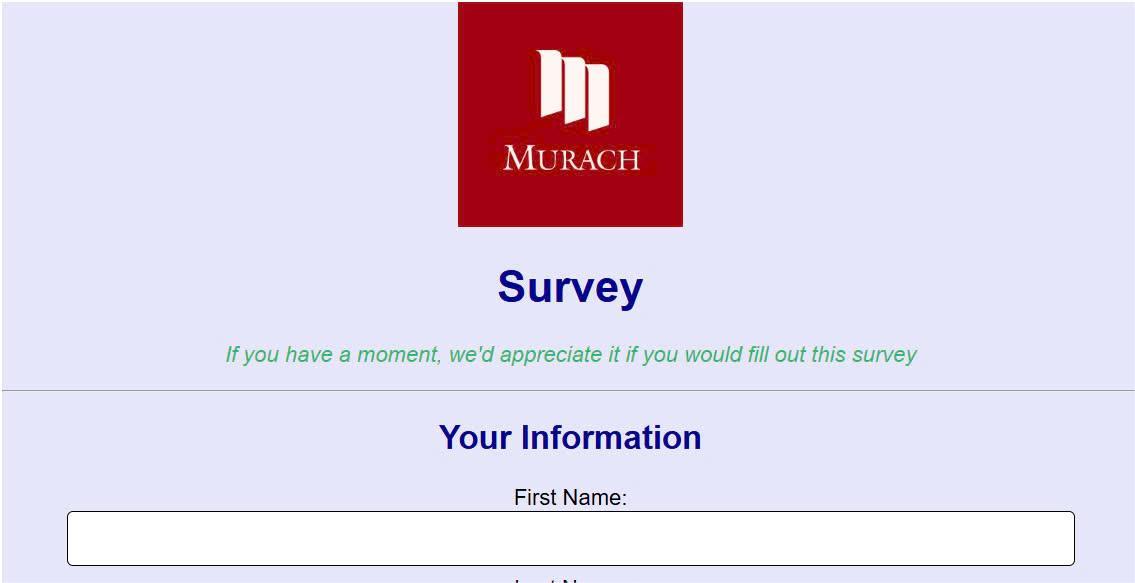 MURACH
Survey
If you have a moment, we'd appreciate it if you would fill out this survey
Your Information
First Name: